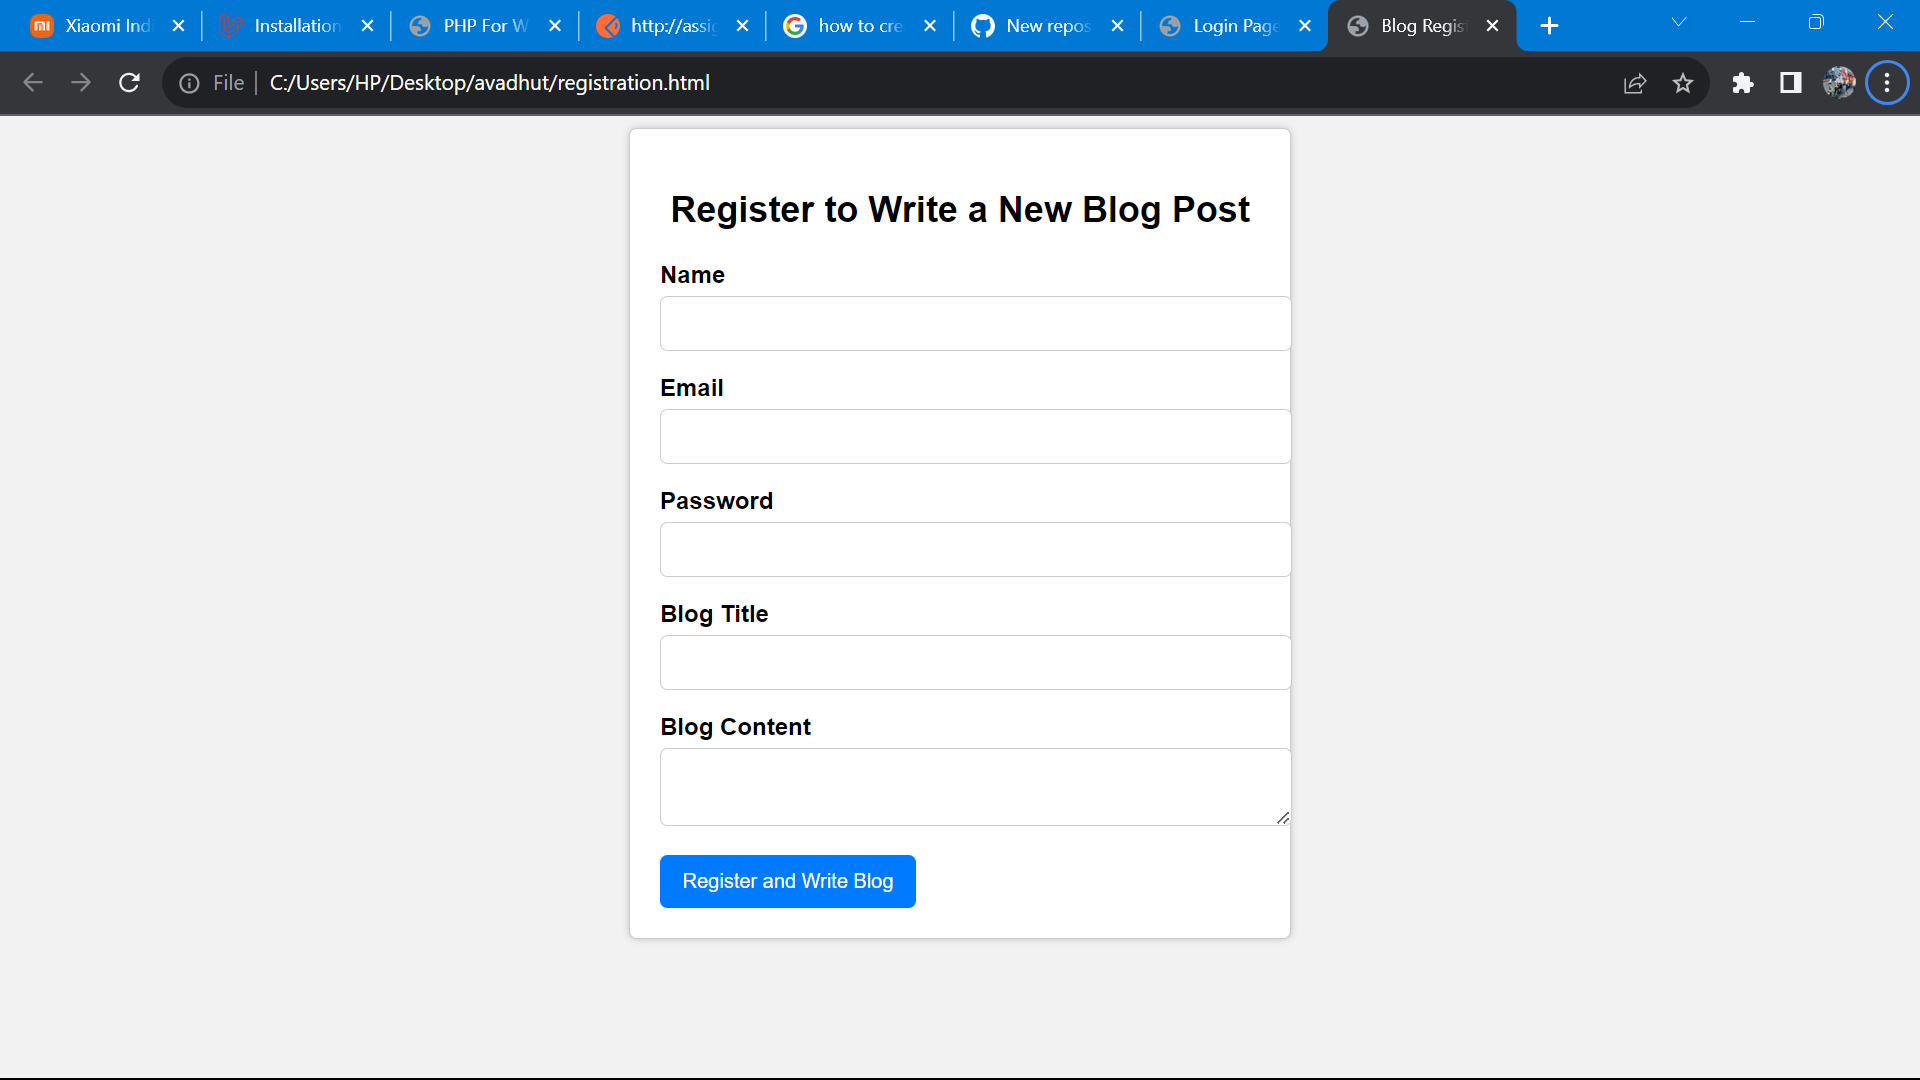 mi Xiaomi Ind
Installation
PHP For W
http://assig
how to cre
New repos
Login Page
Blog Regis
File
C:/Users/HP/Desktop/avadhut/registration.html
Register to Write a New Blog Post
Name
Email
Password
Blog Title
Blog Content
Register and Write Blog